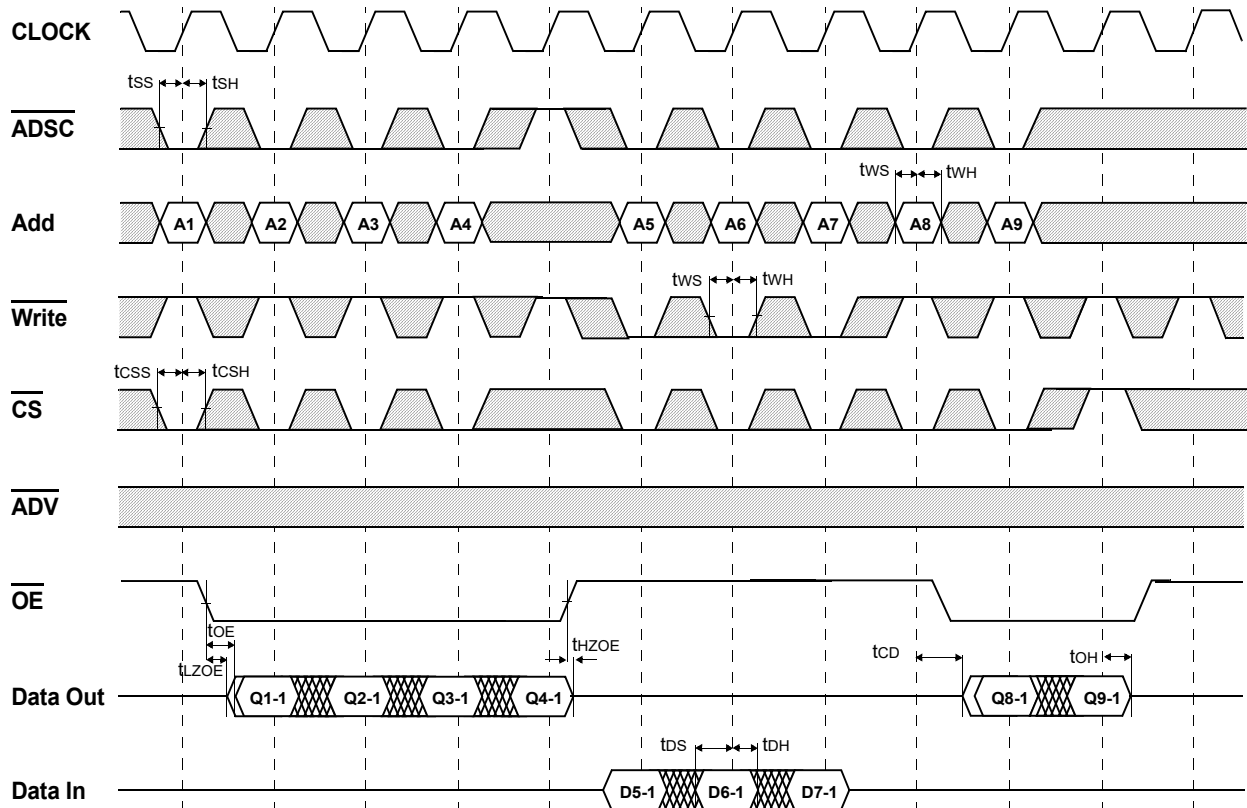 CLOCK
tSS tSH
ADSC
tWS tWH
Add A1 A2 A3 A4 A5 A6 A7 A8 A9
tWS tWH
Write
tCSS tCSH
CS
ADV
OE
tOE tHZOE
tLZOE tCD tOH
Data Out Q1-1 Q2-1 Q3-1 Q4-1 Q8-1 Q9-1
tDS tDH
Data In D5-1 D6-1 D7-1